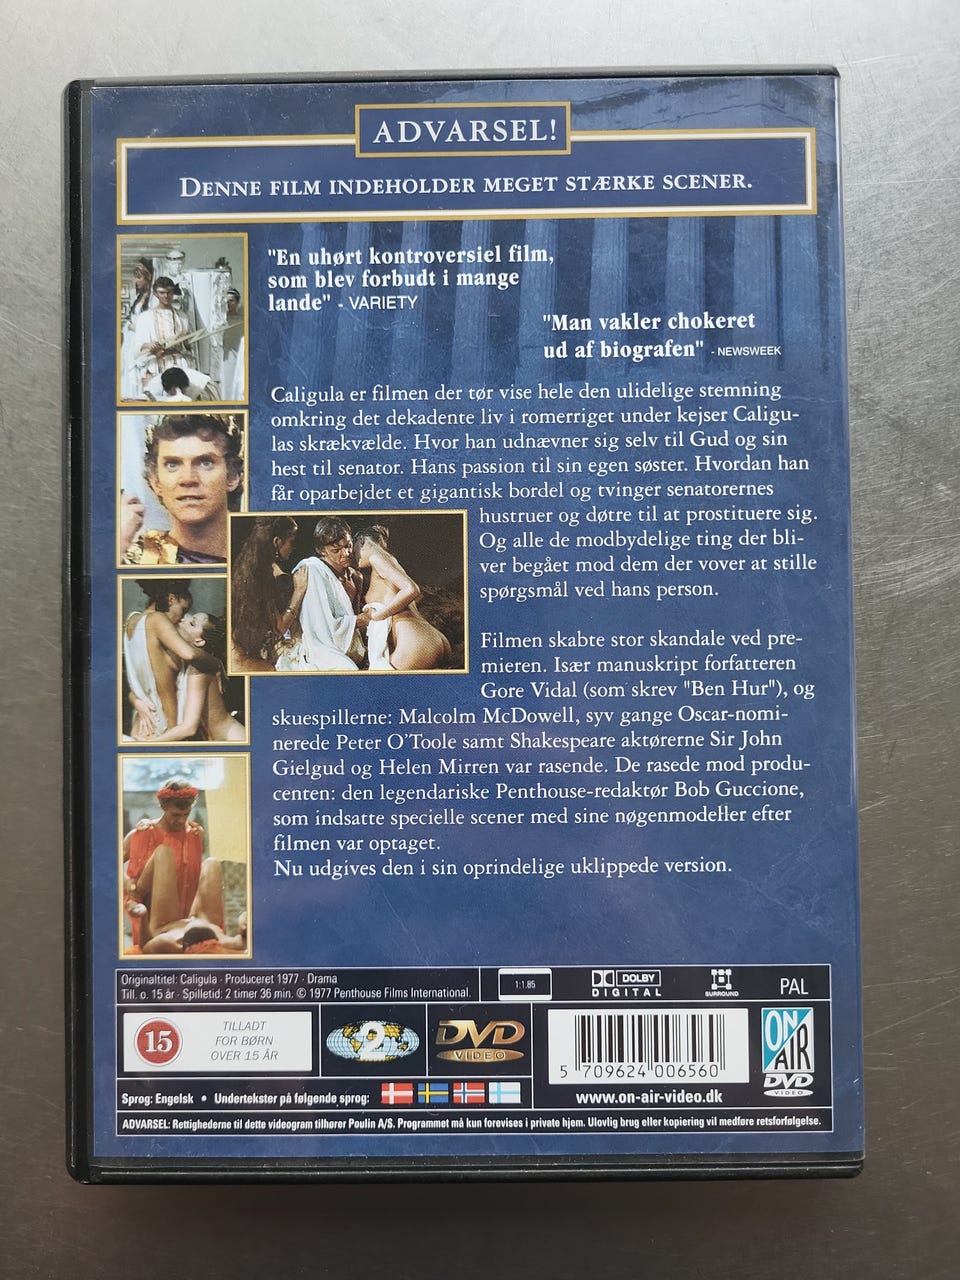 ADVARSEL!
DENNE FILM INDEHOLDER MEGET STÆRKE SCENER.
"En uhørt kontroversiel film,
som blev forbudt i mange
lande" - VARIETY
"Man vakler chokeret
ud af biografen" - NEWSWEEK
Caligula er filmen der tør vise hele den ulidelige stemning
omkring det dekadente liv i romerriget under kejser Caligu-
las skrækvælde. Hvor han udnævner sig selv til Gud og sin
hest til senator. Hans passion til sin egen søster. Hvordan han
får oparbejdet et gigantisk bordel og tvinger senatorernes
hustruer og døtre til at prostituere sig.
Og alle de modbydelige ting der bli-
ver begået mod dem der vover at stille
spørgsmål ved hans person.
Filmen skabte stor skandale ved pre-
mieren. Især manuskript forfatteren
Gore Vidal (som skrev "Ben Hur"), og
skuespillerne: Malcolm McDowell, syv gange Oscar-nomi-
nerede Peter O'Toole samt Shakespeare aktørerne Sir John
Gielgud og Helen Mirren var rasende. De rasede mod produ-
centen: den legendariske Penthouse-redaktør Bob Guccione,
som indsatte specielle scener med sine nøgenmodeller efter
filmen var optaget.
Nu udgives den i sin oprindelige uklippede version.
Originaltitel: Caligula · Produceret 1977 · Drama
Till. o. 15 år · Spilletid: 2 timer 36 min. © 1977 Penthouse Films International.
1:1.85
DOLBY
DIGITAL
SURROUND
PAL
15
TILLADT
FOR BØRN
OVER 15 ÅR
2
DVD
VIDEO
5 709624 006560
ON
AIR
DVD
VIDEO
Sprog: Engelsk • Undertekster på følgende sprog:
www.on-air-video.dk
ADVARSEL: Rettighederne til dette videogram tilhører Poulin A/S. Programmet må kun forevises i private hjem. Ulovlig brug eller kopiering vil medføre retsforfølgelse.